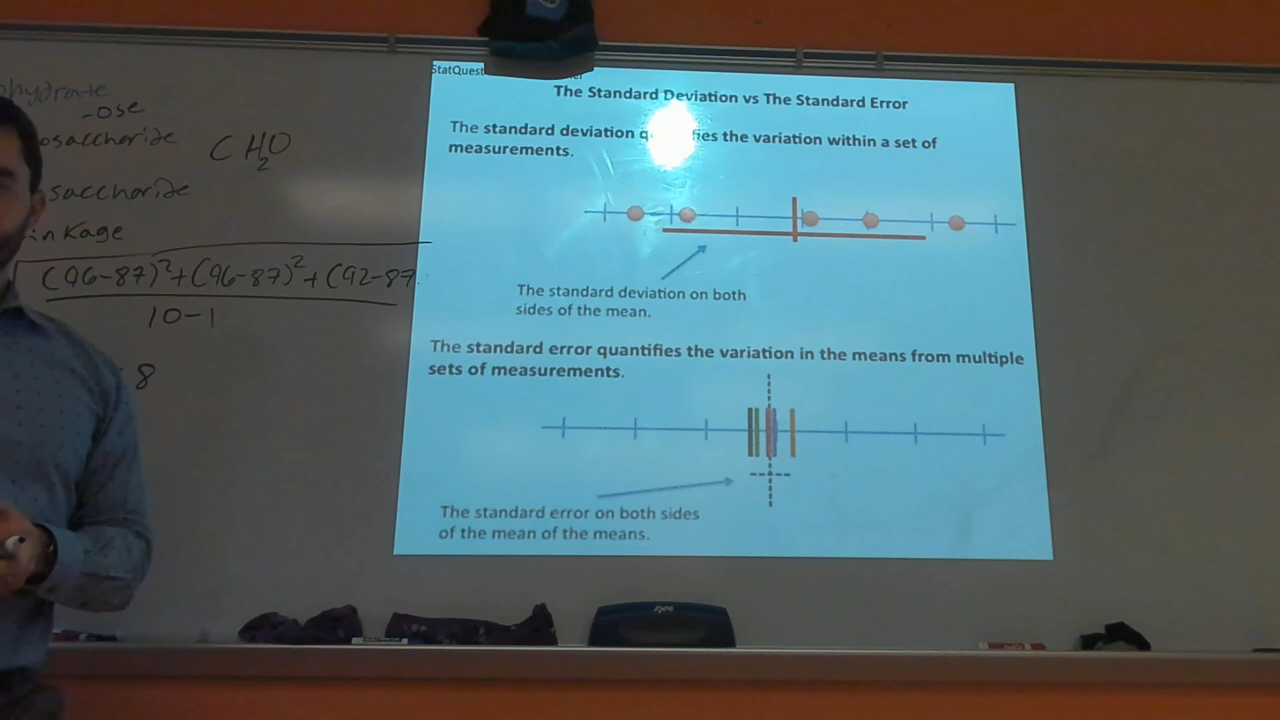 StatQuest
The Standard Deviation vs The Standard Error
The standard deviation q fies the variation within a set of
measurements.
The standard deviation on both
sides of the mean.
The standard error quantifies the variation in the means from multiple
sets of measurements.
The standard error on both sides
of the mean of the means.
ohydrate
-ose
osaccharide
CH₂O
saccharide
inkage
(96-87)²+(96-87)²+(92-87
10-1
8
expo